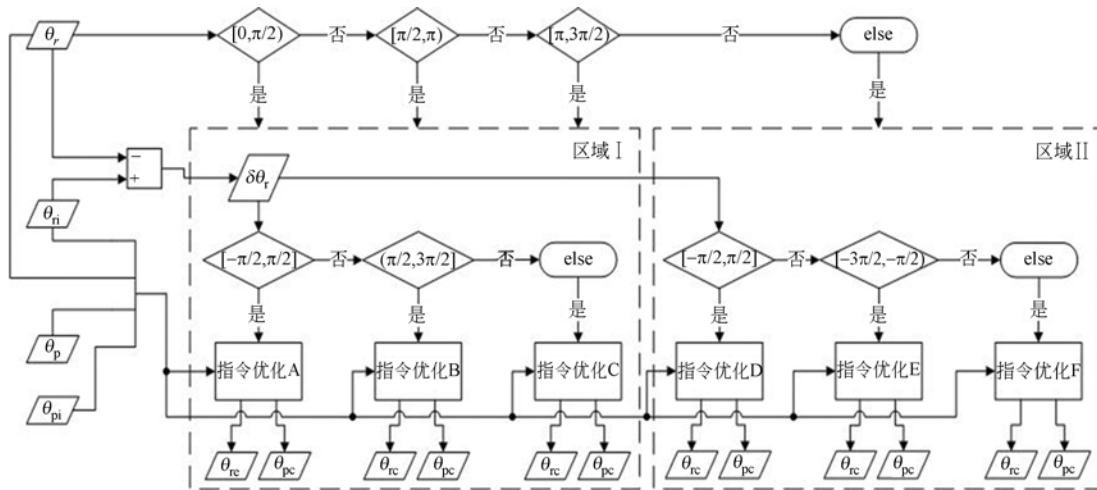 θr [0,π/2) 否 [π/2,π) 否 [π,3π/2) 否 else
是 是 是 是
区域Ⅰ 区域Ⅱ
−
+
δθr
θri
[−π/2,π/2] 否 (π/2,3π/2] 否 else [−π/2,π/2] 否 [−3π/2,−π/2) 否 else
是 是 是 是 是 是
θp
指令优化A 指令优化B 指令优化C 指令优化D 指令优化E 指令优化F
θpi
θrc θpc θrc θpc θrc θpc θrc θpc θrc θpc θrc θpc